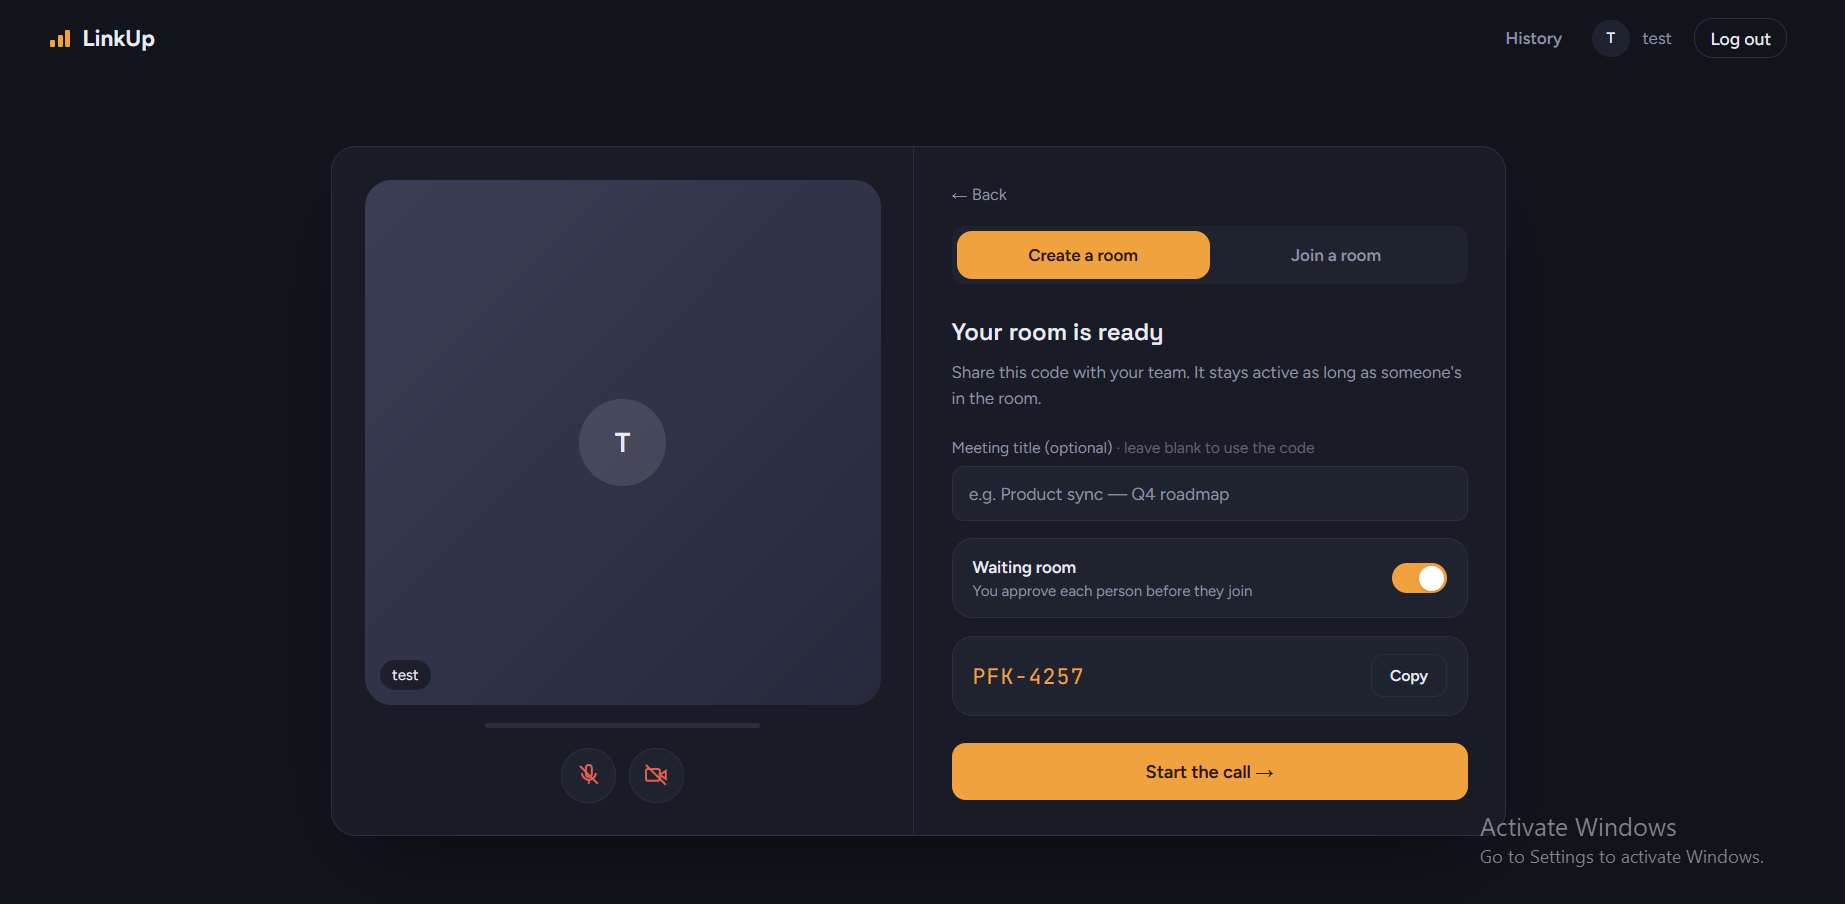 LinkUp
History
T
test
Log out
T
test
← Back
Create a room
Join a room
Your room is ready
Share this code with your team. It stays active as long as someone's
in the room.
Meeting title (optional) · leave blank to use the code
e.g. Product sync — Q4 roadmap
Waiting room
You approve each person before they join
PFK-4257
Copy
Start the call →
Activate Windows
Go to Settings to activate Windows.